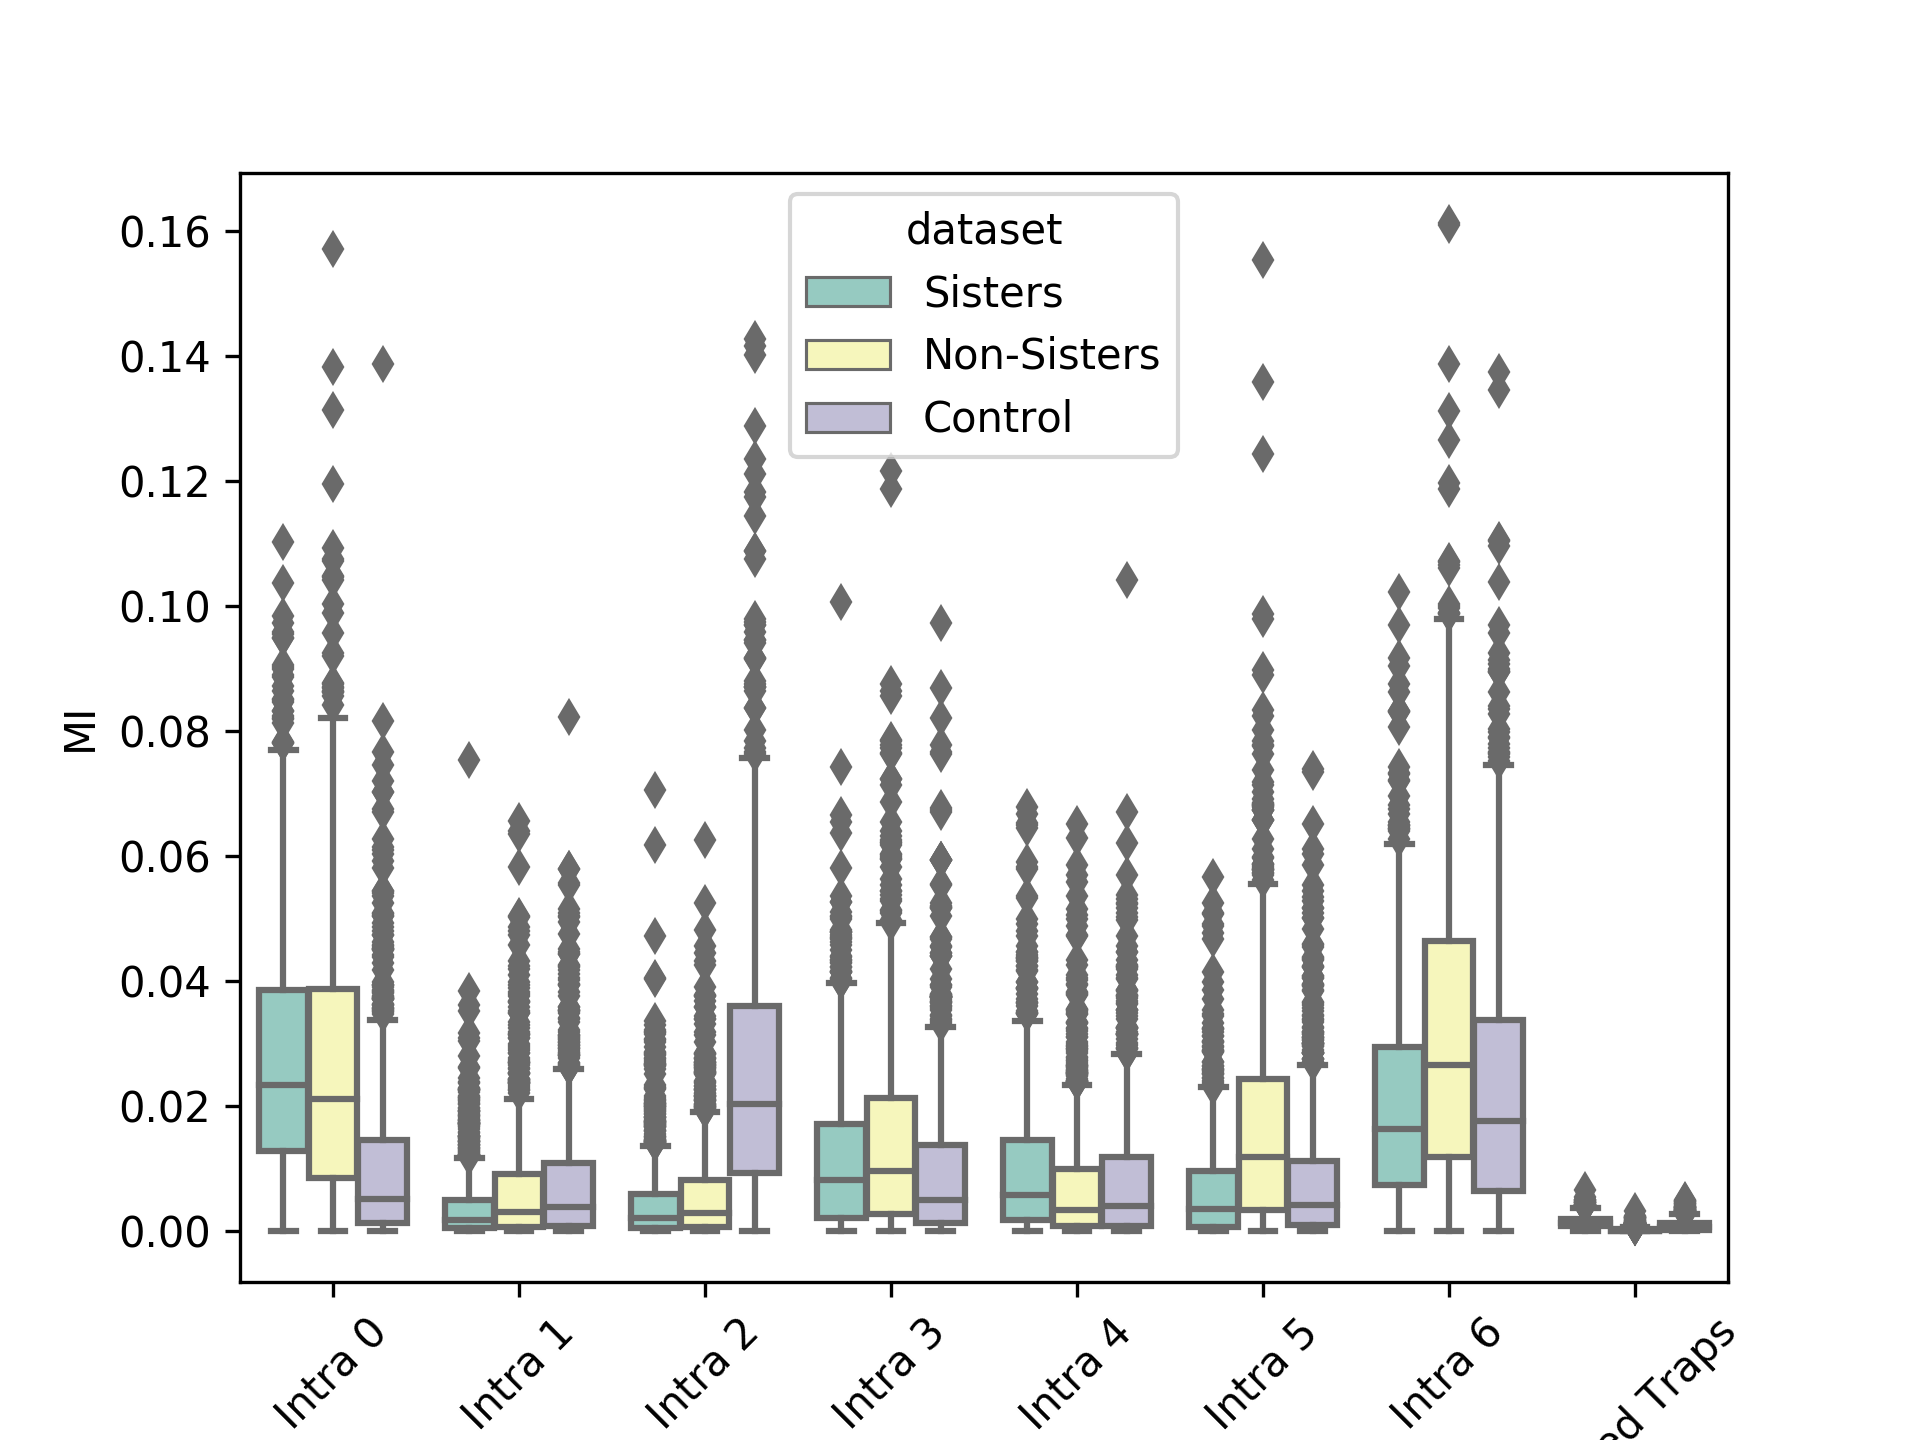 dataset
Sisters
Non-Sisters
Control
0.16
0.14
0.12
0.10
0.08
0.06
0.04
0.02
0.00
MI
Intra 0
Intra 1
Intra 2
Intra 3
Intra 4
Intra 5
Intra 6
Traps